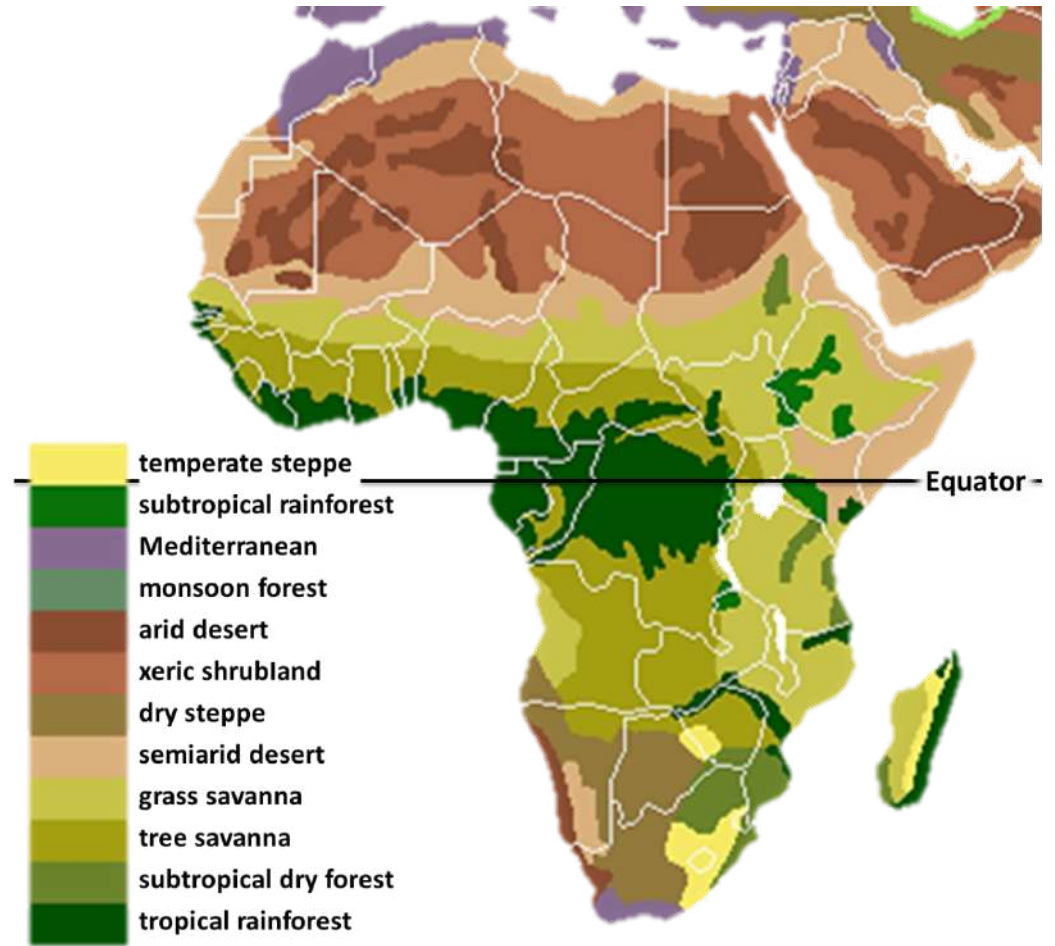 temperate steppe
Equator
subtropical rainforest
Mediterranean
monsoon forest
arid desert
xeric shrubland
dry steppe
semiarid desert
grass savanna
tree savanna
subtropical dry forest
tropical rainforest